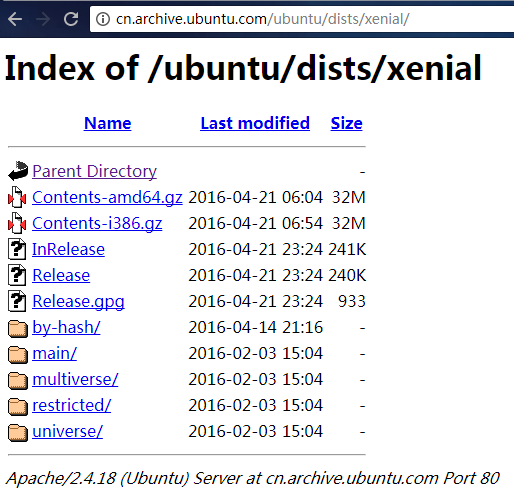 cn.archive.ubuntu.com/ubuntu/dists/xenial/
Index of /ubuntu/dists/xenial
Name Last modified Size
Parent Directory -
Contents-amd64.gz 2016-04-21 06:04 32M
Contents-i386.gz 2016-04-21 06:54 32M
InRelease 2016-04-21 23:24 241K
Release 2016-04-21 23:24 240K
Release.gpg 2016-04-21 23:24 933
by-hash/ 2016-04-14 21:16 -
main/ 2016-02-03 15:04 -
multiverse/ 2016-02-03 15:04 -
restricted/ 2016-02-03 15:04 -
universe/ 2016-02-03 15:04 -
Apache/2.4.18 (Ubuntu) Server at cn.archive.ubuntu.com Port 80